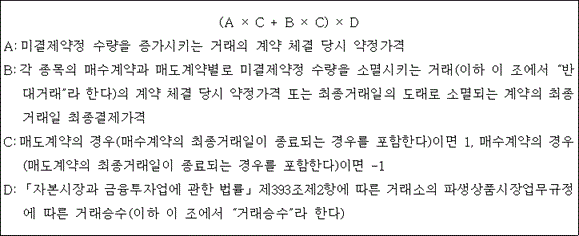 (A × C + B × C) × D
A: 미결제약정 수량을 증가시키는 거래의 계약 체결 당시 약정가격
B: 각 종목의 매수계약과 매도계약별로 미결제약정 수량을 소멸시키는 거래(이하 이 조에서 "반
대거래"라 한다)의 계약 체결 당시 약정가격 또는 최종거래일의 도래로 소멸되는 계약의 최종
거래일 최종결제가격
C: 매도계약의 경우(매수계약의 최종거래일이 종료되는 경우를 포함한다)이면 1, 매수계약의 경우
(매도계약의 최종거래일이 종료되는 경우를 포함한다)이면 -1
D: 「자본시장과 금융투자업에 관한 법률」 제393조제2항에 따른 거래소의 파생상품시장업무규정
에 따른 거래승수(이하 이 조에서 "거래승수"라 한다)